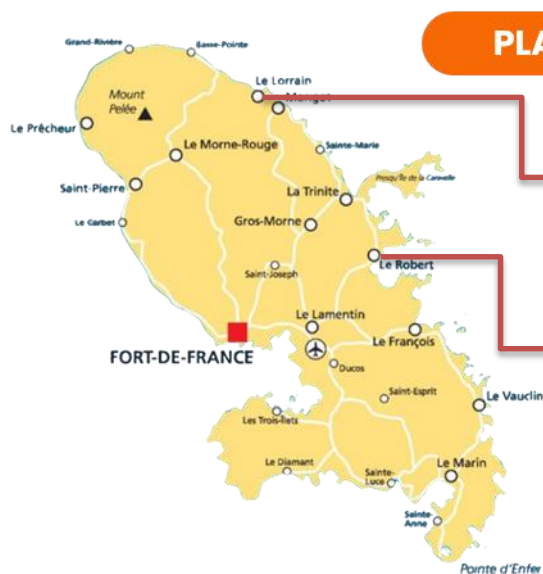 PLA
Grand-Rivière
Basse-Pointe
Mount
Pelée
Le Lorrain
Marigot
Le Prêcheur
Le Morne-Rouge
Sainte-Marie
Presqu'île de la Caravelle
Saint-Pierre
La Trinite
Le Carbet
Gros-Morne
Saint-Joseph
Le Robert
Le Lamentin
FORT-DE-FRANCE
Le François
Ducos
Saint-Esprit
Le Vauclin
Les Trois-Îlets
Le Diamant
Sainte-
Luce
Le Marin
Sainte-
Anne
Pointe d'Enfer